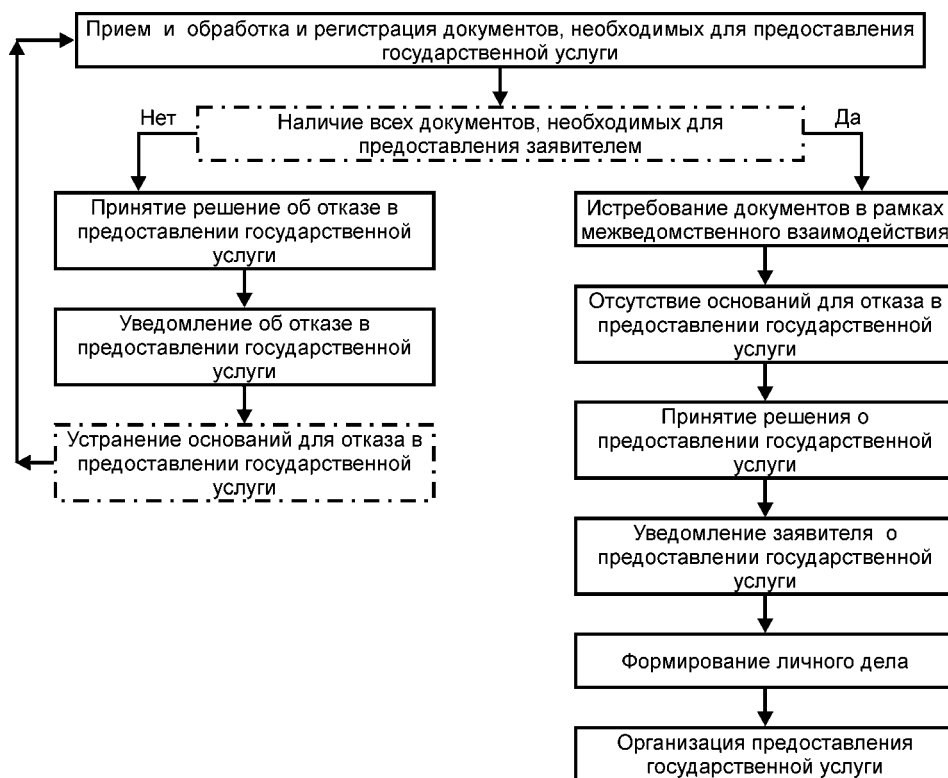 Прием и обработка и регистрация документов, необходимых для предоставления
государственной услуги
Нет
Наличие всех документов, необходимых для
предоставления заявителем
Да
Принятие решение об отказе в
предоставлении государственной
услуги
Уведомление об отказе в
предоставлении государственной
услуги
Устранение оснований для отказа в
предоставлении государственной
услуги
Истребование документов в рамках
межведомственного взаимодействия
Отсутствие оснований для отказа в
предоставлении государственной
услуги
Принятие решения о
предоставлении государственной
услуги
Уведомление заявителя о
предоставлении государственной
услуги
Формирование личного дела
Организация предоставления
государственной услуги